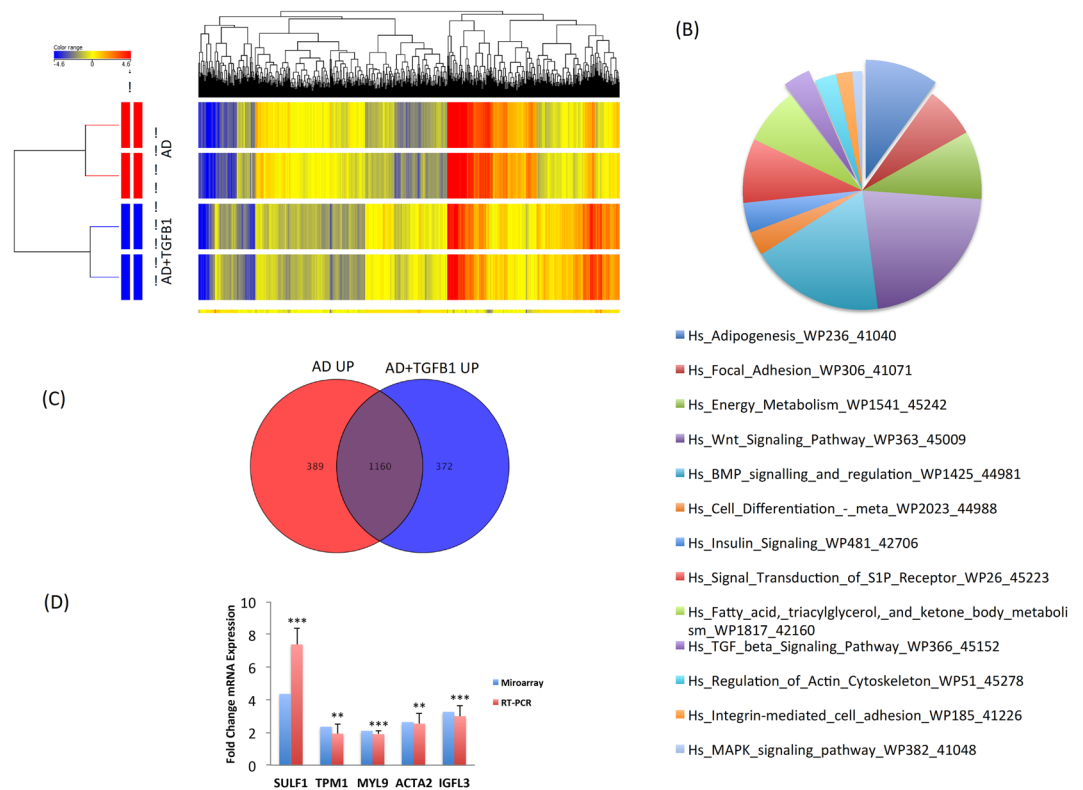 Color range
-4.6 0 4.6
AD
AD+TGFB1
(B)
Hs_Adipogenesis_WP236_41040
Hs_Focal_Adhesion_WP306_41071
Hs_Energy_Metabolism_WP1541_45242
Hs_Wnt_Signaling_Pathway_WP363_45009
Hs_BMP_signalling_and_regulation_WP1425_44981
Hs_Cell_Differentiation_-_meta_WP2023_44988
Hs_Insulin_Signaling_WP481_42706
Hs_Signal_Transduction_of_S1P_Receptor_WP26_45223
Hs_Fatty_acid,_triacylglycerol,_and_ketone_body_metaboli
sm_WP1817_42160
Hs_TGF_beta_Signaling_Pathway_WP366_45152
Hs_Regulation_of_Actin_Cytoskeleton_WP51_45278
Hs_Integrin-mediated_cell_adhesion_WP185_41226
Hs_MAPK_signaling_pathway_WP382_41048
(C)
AD UP
AD+TGFB1 UP
389
1160
372
(D)
Fold Change mRNA Expression
10
8
6
4
2
0
***
**
***
**
***
SULF1 TPM1 MYL9 ACTA2 IGFL3
Miroarray
RT-PCR